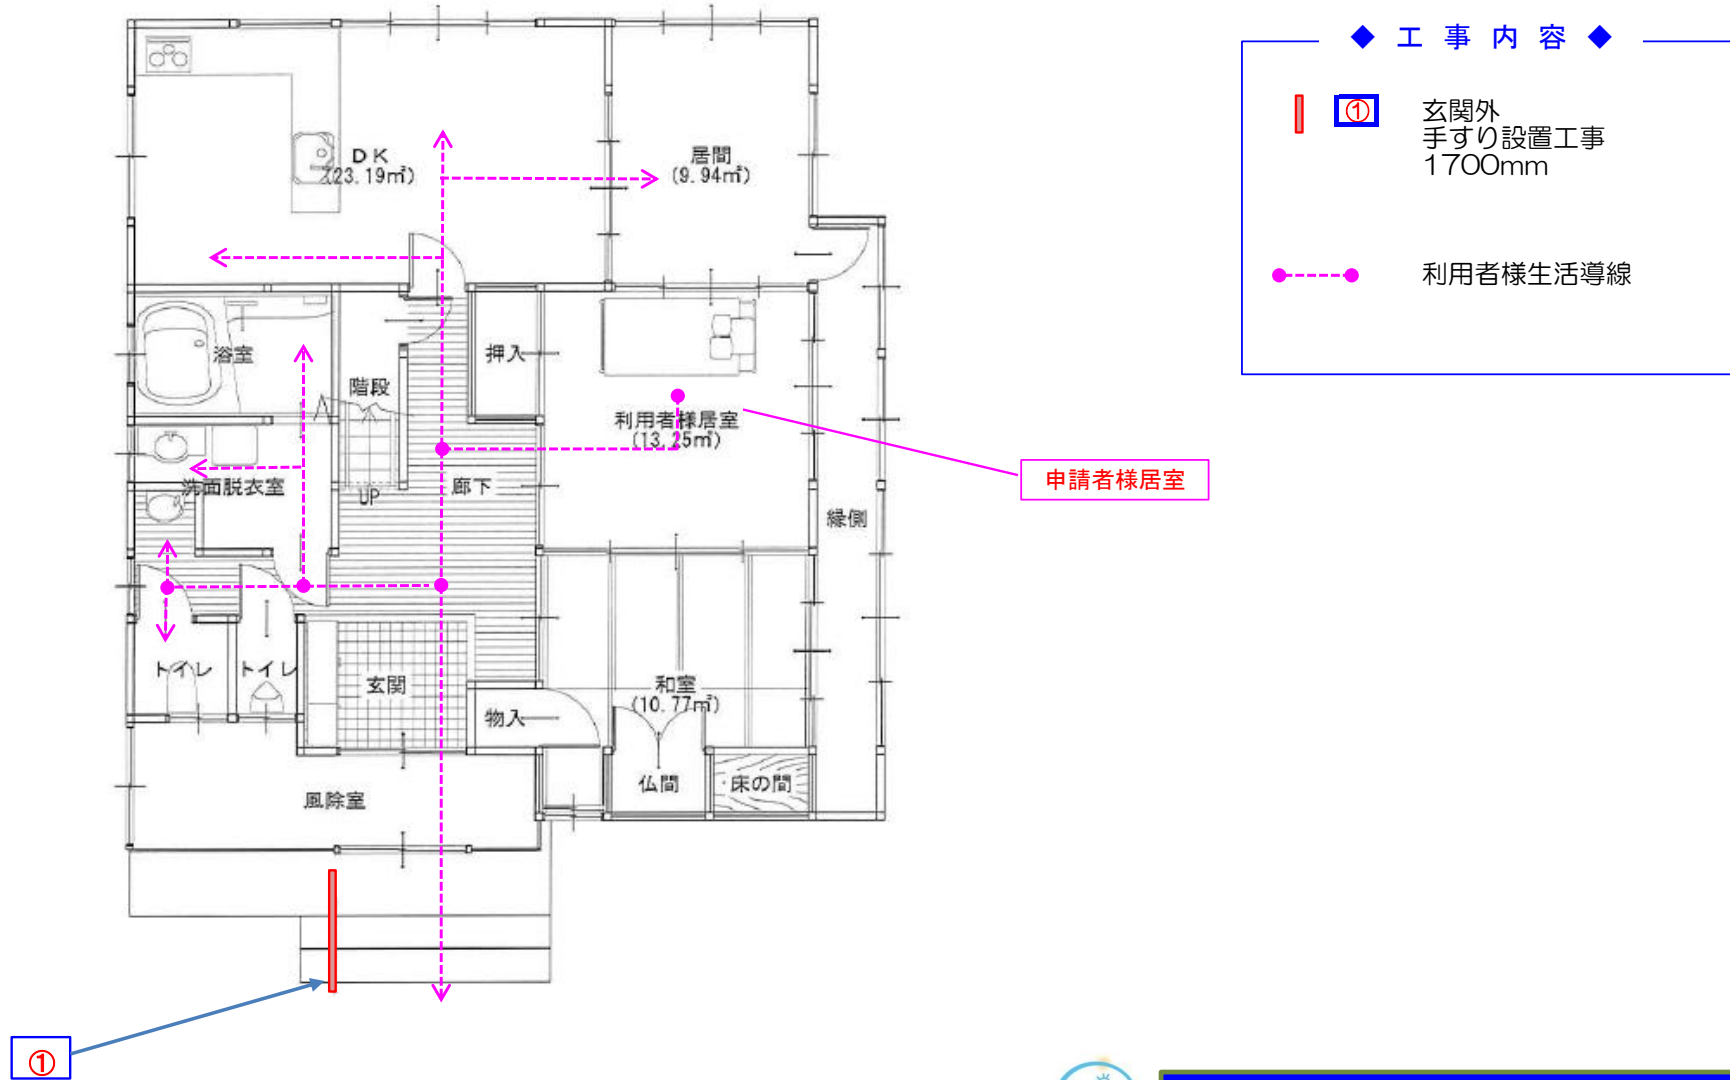 ◆ 工 事 内 容 ◆
① 玄関外
手すり設置工事
1700mm
利用者様生活導線
DK
(23.19㎡)
居間
(9.94㎡)
浴室
階段
押入
利用者様居室
(13.25㎡)
申請者様居室
洗面脱衣室
UP
廊下
縁側
トイレ
トイレ
玄関
和室
(10.77㎡)
物入
仏間
床の間
風除室
①